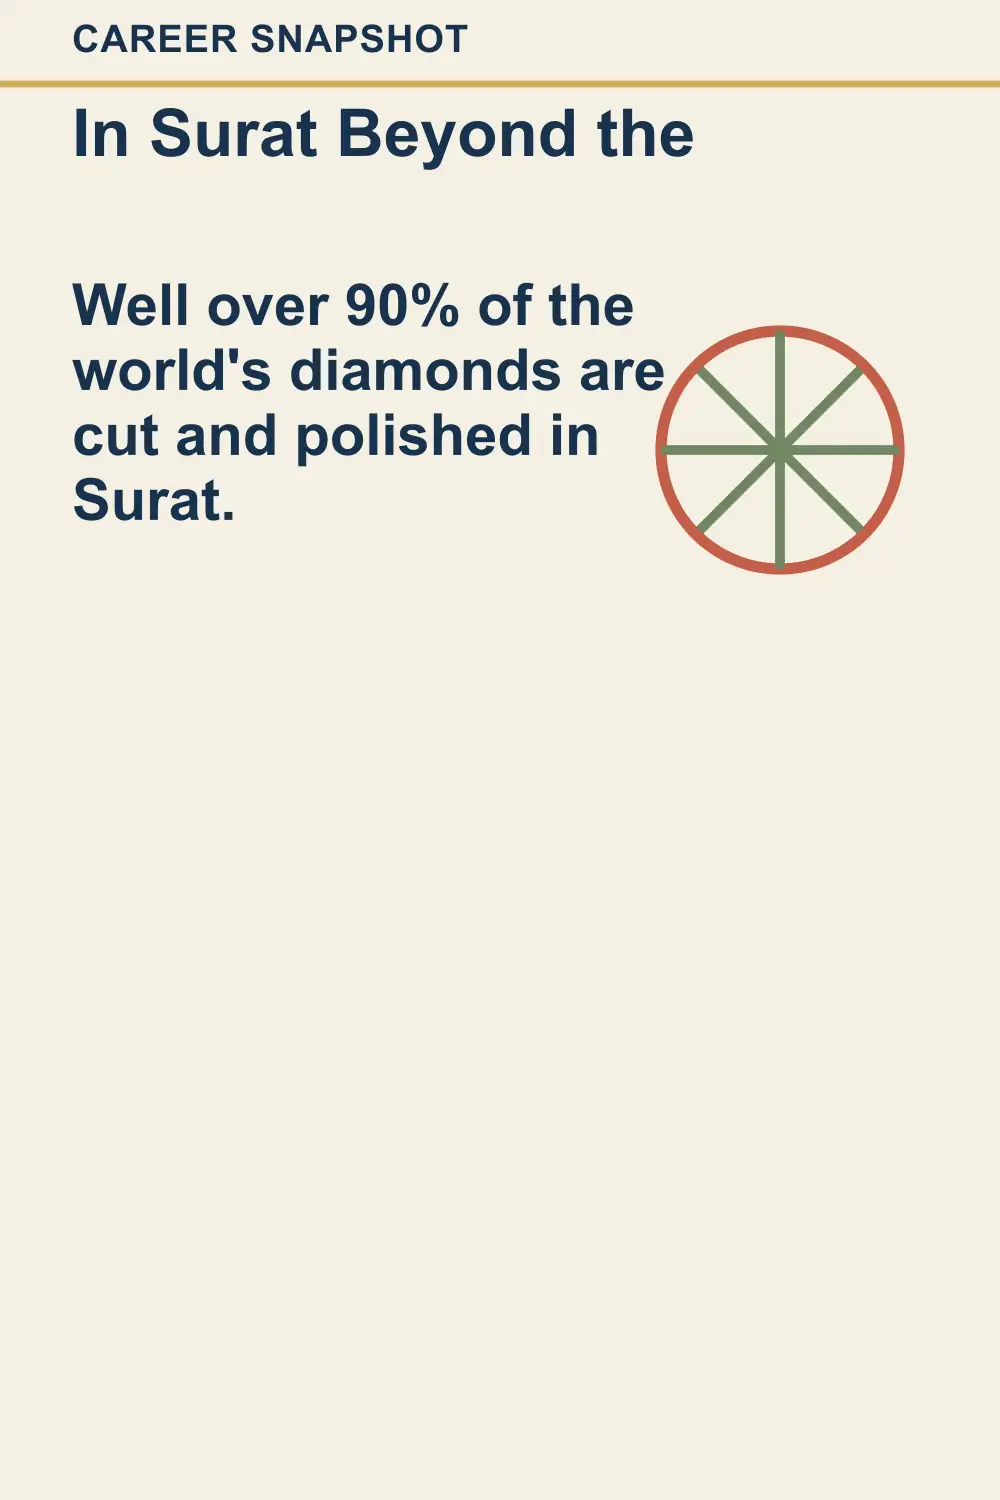 CAREER SNAPSHOT
In Surat Beyond the
Well over 90% of the
world's diamonds are
cut and polished in
Surat.